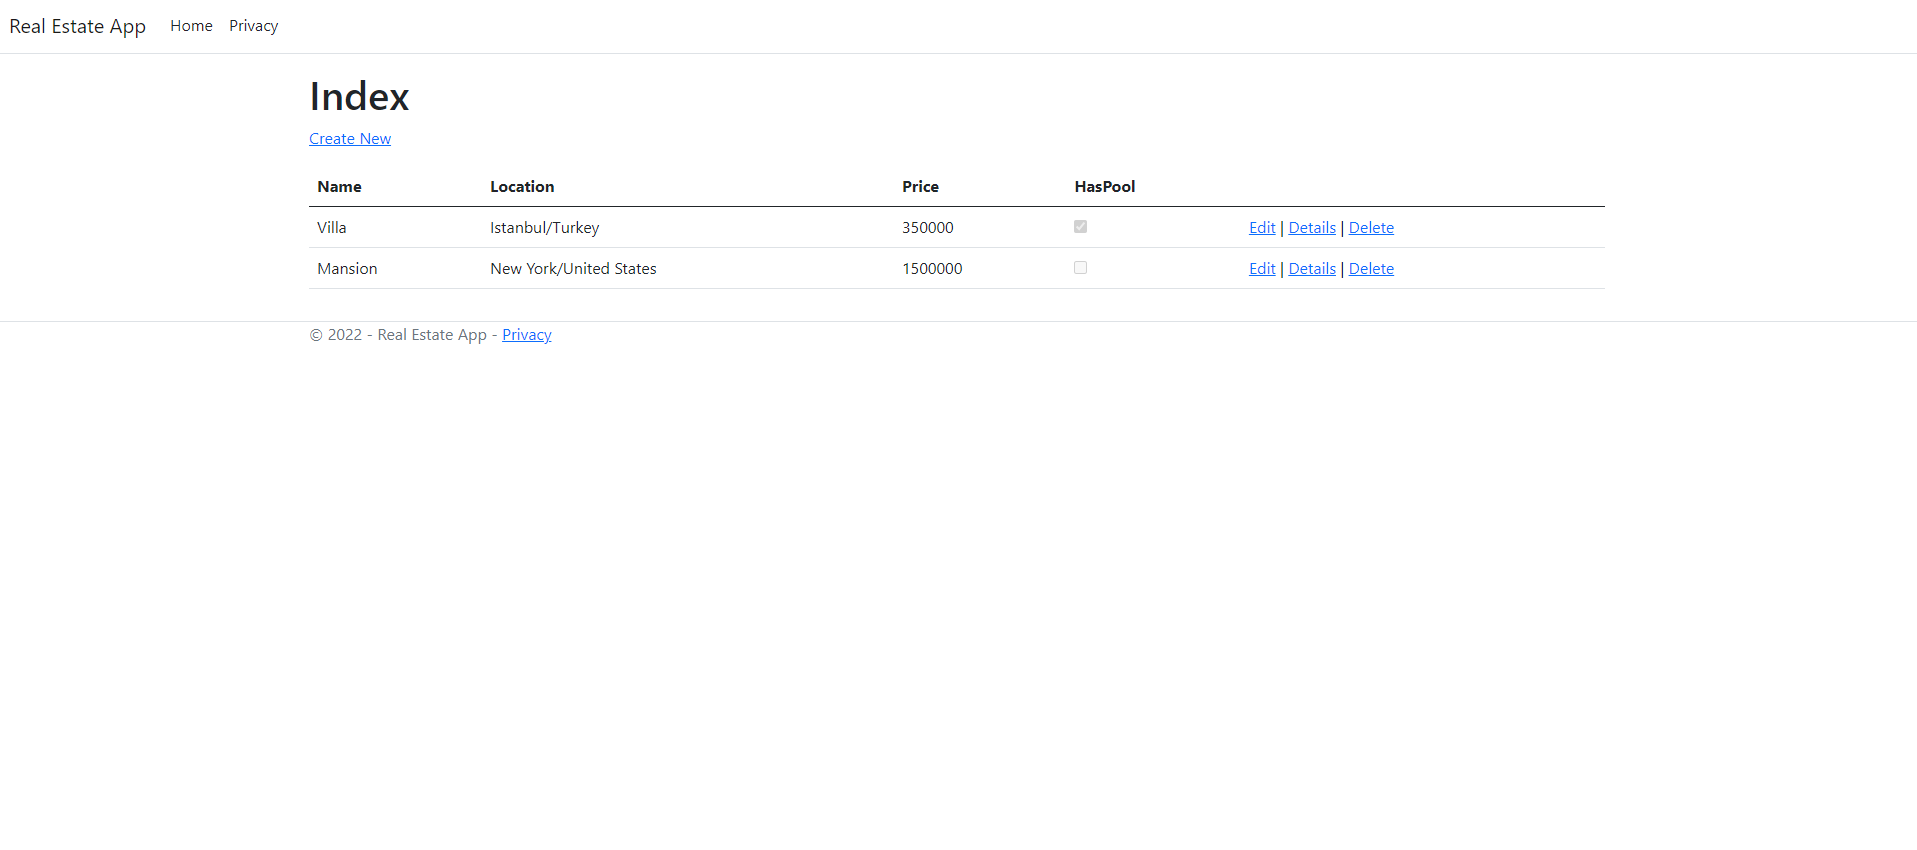 Real Estate App Home Privacy
Index
Create New
Name Location Price HasPool
Villa Istanbul/Turkey 350000 Edit | Details | Delete
Mansion New York/United States 1500000 Edit | Details | Delete
© 2022 - Real Estate App - Privacy